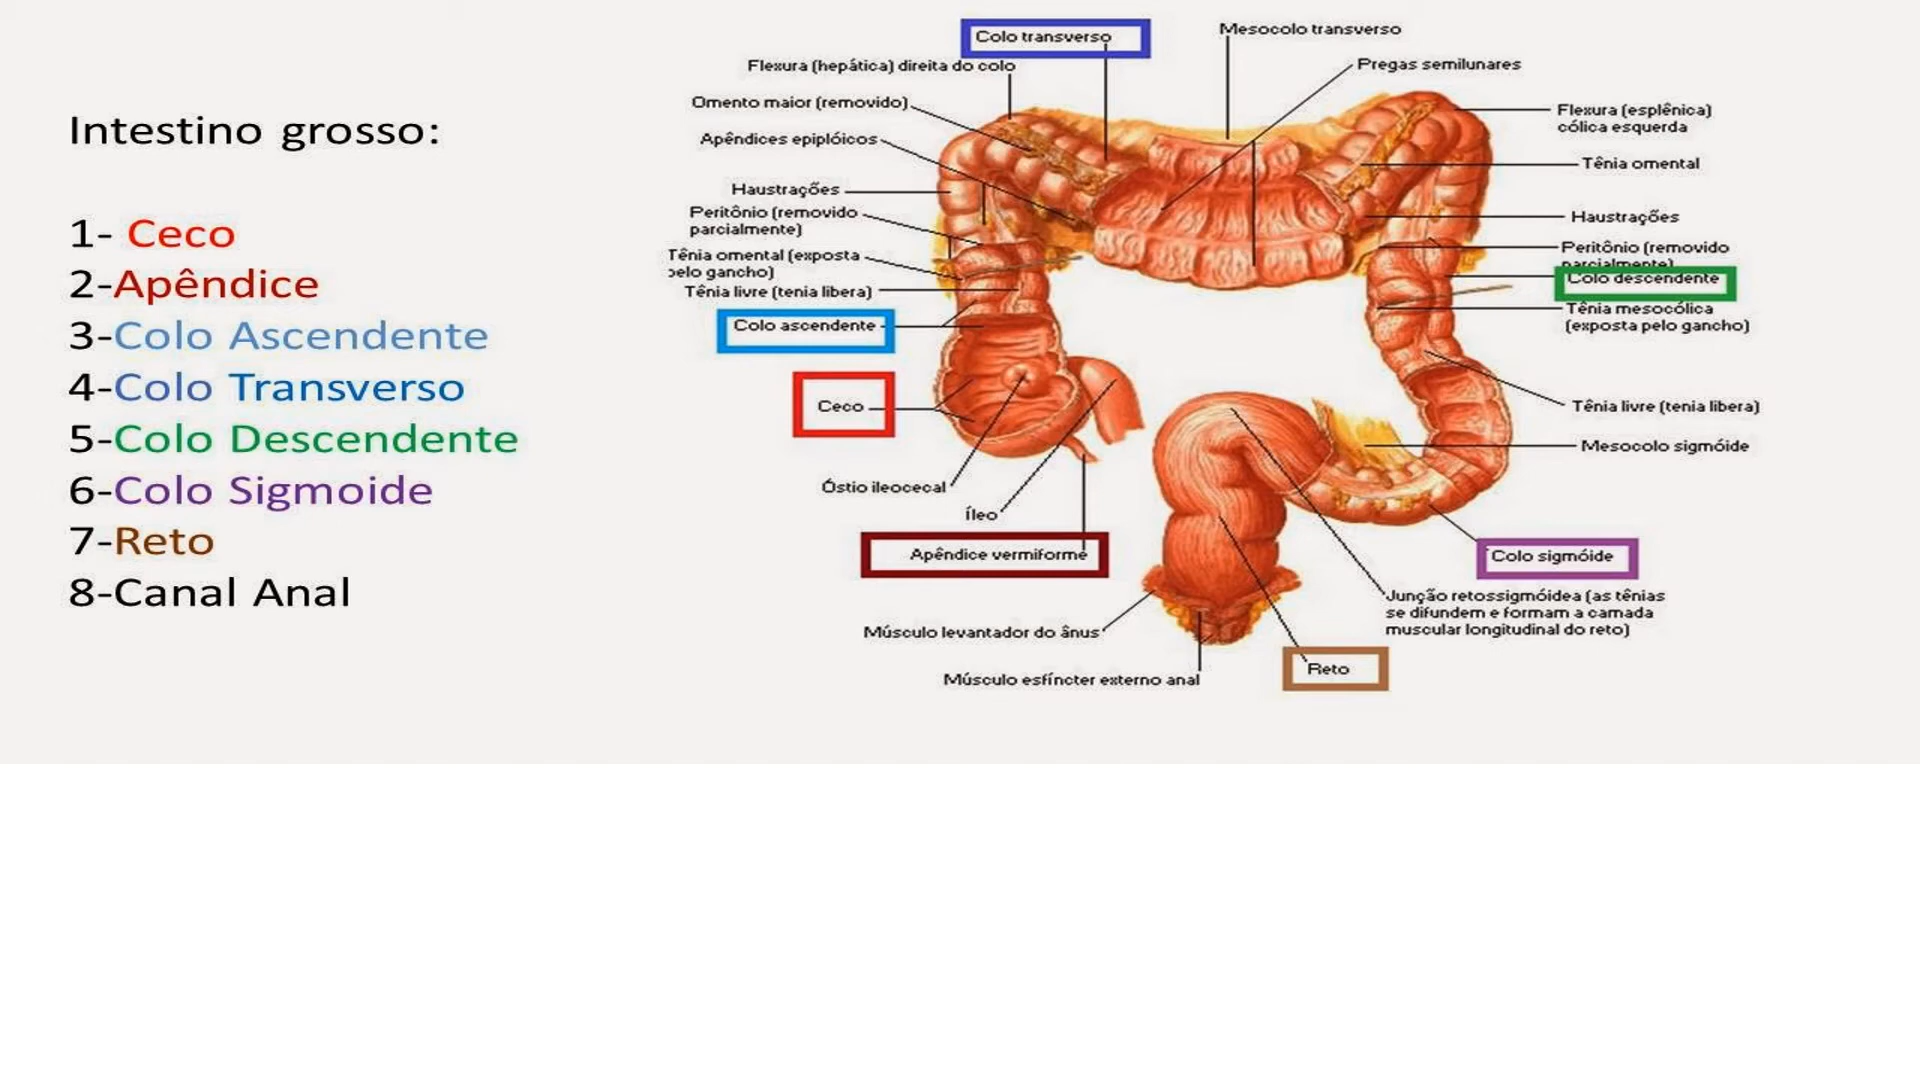 Intestino grosso:
1- Ceco
2-Apêndice
3-Colo Ascendente
4-Colo Transverso
5-Colo Descendente
6-Colo Sigmoide
7-Reto
8-Canal Anal
Colo transverso
Mesocolo transverso
Flexura (hepática) direita do colo
Pregas semilunares
Omento maior (removido)
Apêndices epiplóicos
Haustrações
Peritônio (removido
parcialmente)
Tênia omental (exposta
pelo gancho)
Tênia livre (tenia libera)
Colo ascendente
Ceco
Óstio ileocecal
Íleo
Apêndice vermiforme
Músculo levantador do ânus
Músculo esfíncter externo anal
Flexura (esplênica)
cólica esquerda
Tênia omental
Haustrações
Peritônio (removido
parcialmente)
Colo descendente
Tênia mesocólica
(exposta pelo gancho)
Tênia livre (tenia libera)
Mesocolo sigmóide
Colo sigmóide
Junção retossigmóidea (as tênias
se difundem e formam a camada
muscular longitudinal do reto)
Reto